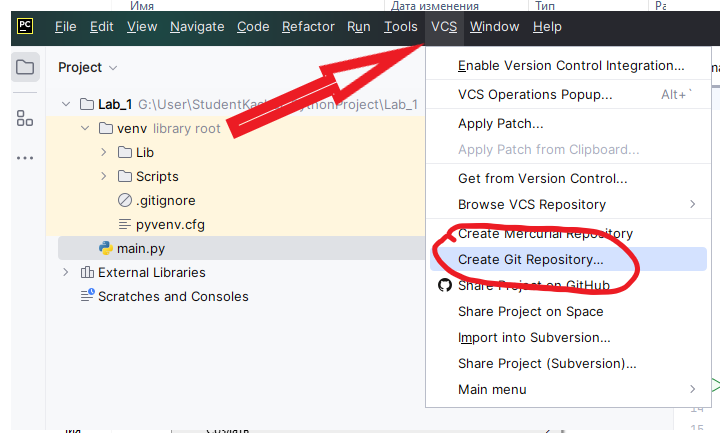 Имя Дата изменения Тип
PC File Edit View Navigate Code Refactor Run Tools VCS Window Help
Project
Enable Version Control Integration...
VCS Operations Popup... Alt+`
Lab_1 G:\User\StudentKa ythonProject\Lab_1
Apply Patch...
venv library root
Apply Patch from Clipboard...
Lib
Scripts
Get from Version Control...
.gitignore
Browse VCS Repository
pyvenv.cfg
Create Mercurial Repository
main.py
Create Git Repository...
External Libraries
Share Project on GitHub
Scratches and Consoles
Share Project on Space
Import into Subversion...
Share Project (Subversion)...
Main menu
14
15